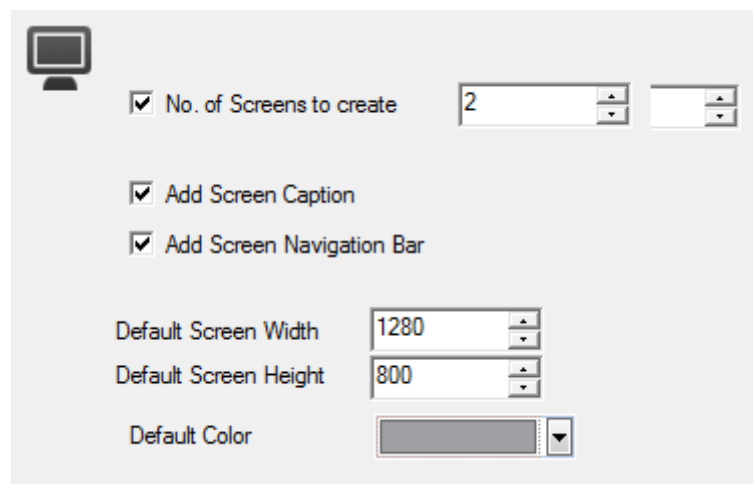 No. of Screens to create 2
Add Screen Caption
Add Screen Navigation Bar
Default Screen Width 1280
Default Screen Height 800
Default Color